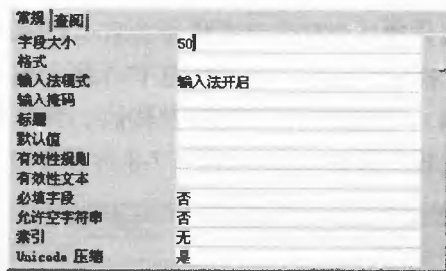 常规 查阅
字段大小 50
格式
输入法模式 输入法开启
输入掩码
标题
默认值
有效性规则
有效性文本
必填字段 否
允许空字符串 否
索引 无
Unicode 压缩 是